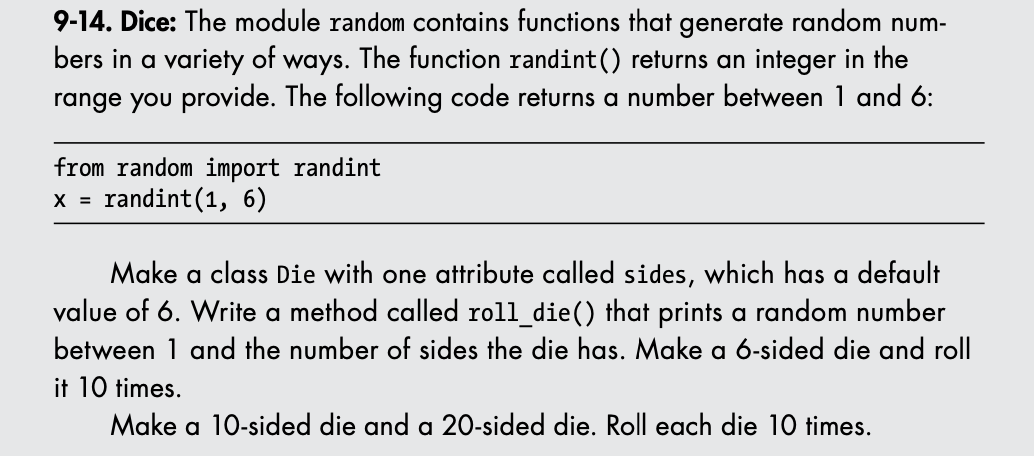 9-14. Dice: The module random contains functions that generate random num-
bers in a variety of ways. The function randint() returns an integer in the
range you provide. The following code returns a number between 1 and 6:
from random import randint
x = randint(1, 6)
Make a class Die with one attribute called sides, which has a default
value of 6. Write a method called roll_die() that prints a random number
between 1 and the number of sides the die has. Make a 6-sided die and roll
it 10 times.
Make a 10-sided die and a 20-sided die. Roll each die 10 times.